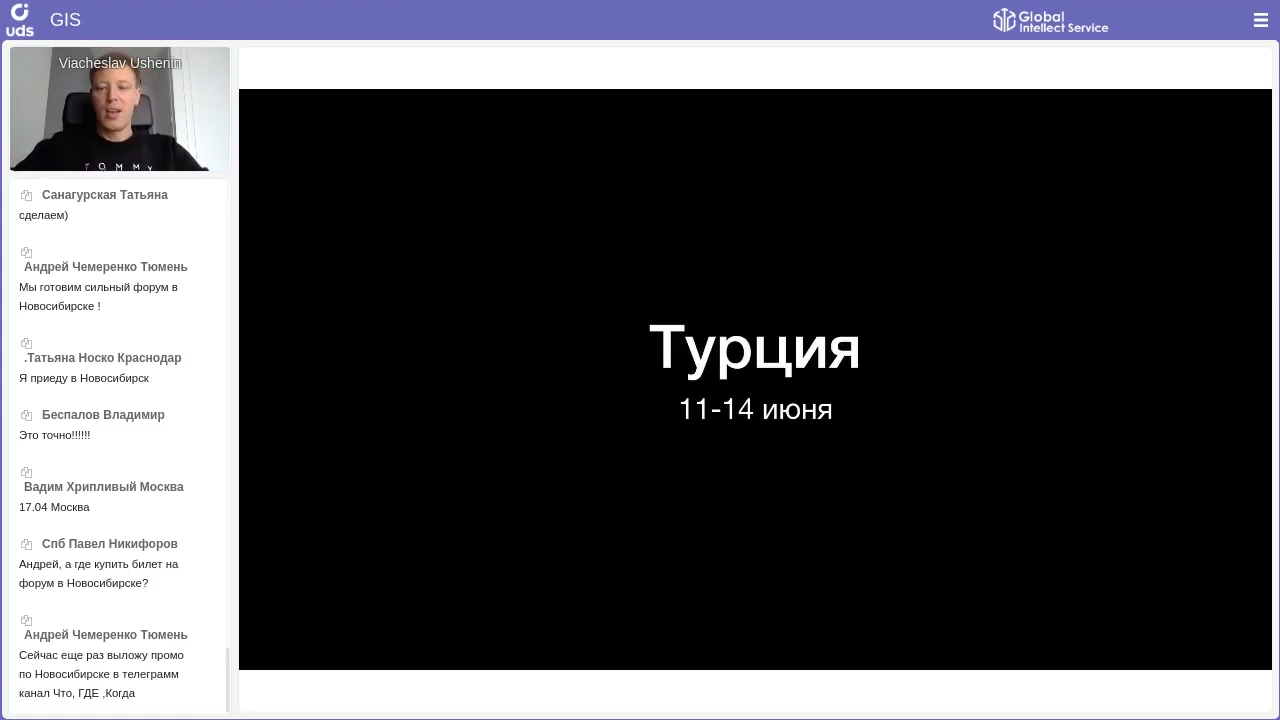 uds
GIS
Global
Intellect Service
Viacheslav Ushenin
TOMMY
Санагурская Татьяна
сделаем)
Андрей Чемеренко Тюмень
Мы готовим сильный форум в
Новосибирске !
.Татьяна Носко Краснодар
Я приеду в Новосибирск
Беспалов Владимир
Это точно!!!!!!
Вадим Хрипливый Москва
17.04 Москва
Спб Павел Никифоров
Андрей, а где купить билет на
форум в Новосибирске?
Андрей Чемеренко Тюмень
Сейчас еще раз выложу промо
по Новосибирске в телеграмм
канал Что, ГДЕ ,Когда
Турция
11-14 июня